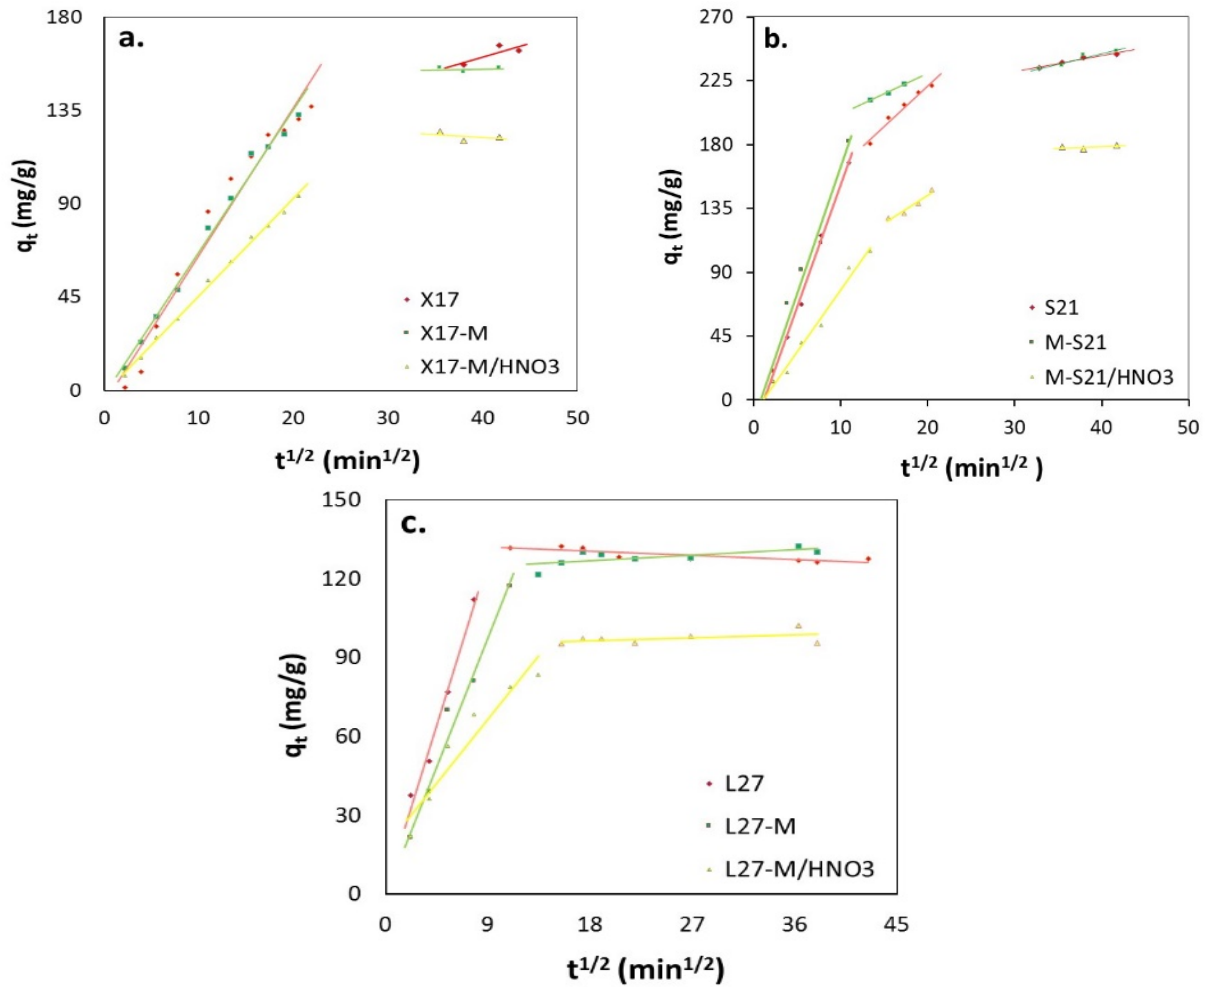 a.
180
135
90
45
0
0 10 20 30 40 50
qt (mg/g)
t1/2 (min1/2)
X17
X17-M
X17-M/HNO3
b.
270
225
180
135
90
45
0
0 10 20 30 40 50
qt (mg/g)
t1/2 (min1/2 )
S21
M-S21
M-S21/HNO3
c.
150
120
90
60
30
0
0 9 18 27 36 45
qt (mg/g)
t1/2 (min1/2)
L27
L27-M
L27-M/HNO3